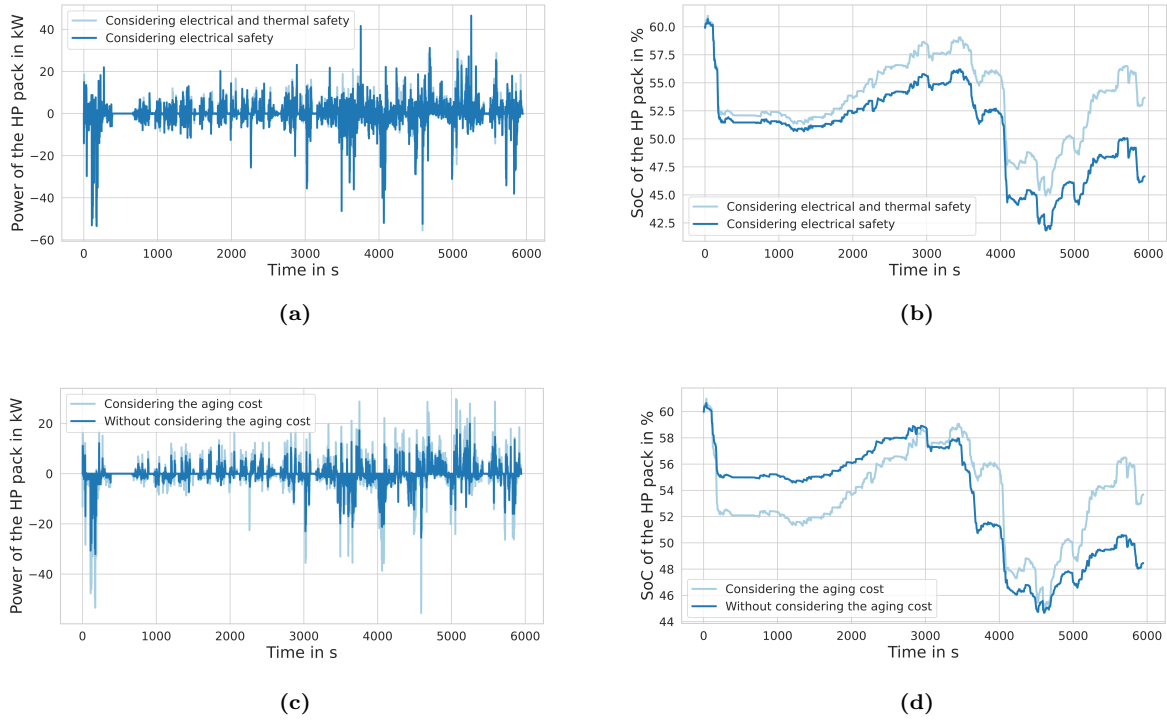 Considering electrical and thermal safety
Considering electrical safety
Power of the HP pack in kW
40
20
0
−20
−40
−60
0 1000 2000 3000 4000 5000 6000
Time in s
(a)
SoC of the HP pack in %
60.0
57.5
55.0
52.5
50.0
47.5
45.0
42.5
Considering electrical and thermal safety
Considering electrical safety
0 1000 2000 3000 4000 5000 6000
Time in s
(b)
Considering the aging cost
Without considering the aging cost
Power of the HP pack in kW
20
0
−20
−40
0 1000 2000 3000 4000 5000 6000
Time in s
(c)
SoC of the HP pack in %
60
58
56
54
52
50
48
46
44
Considering the aging cost
Without considering the aging cost
0 1000 2000 3000 4000 5000 6000
Time in s
(d)